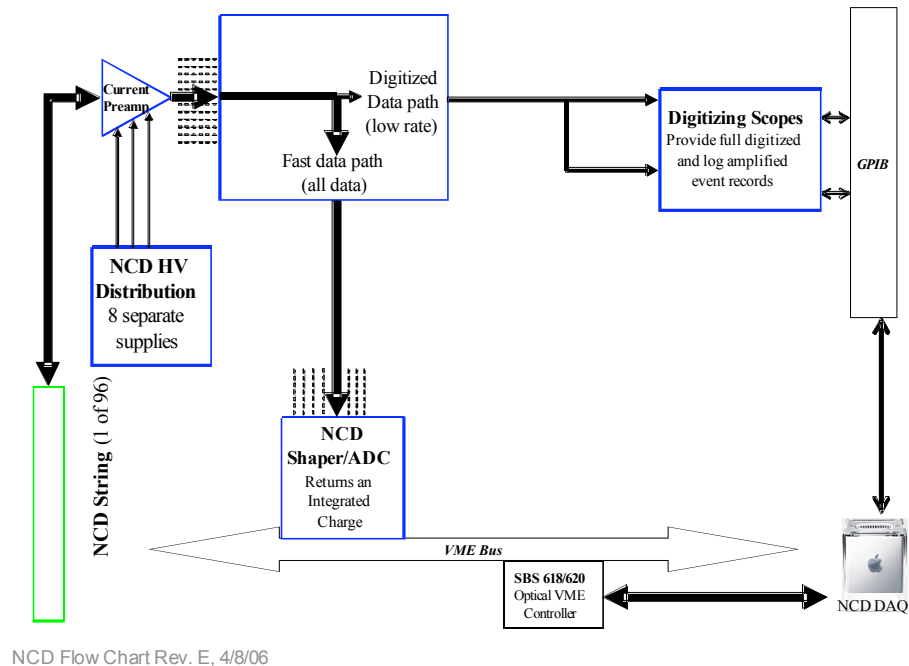 Current
Preamp
Digitized
Data path
(low rate)
Fast data path
(all data)
Digitizing Scopes
Provide full digitized
and log amplified
event records
GPIB
NCD HV
Distribution
8 separate
supplies
NCD String (1 of 96)
NCD
Shaper/ADC
Returns an
Integrated
Charge
VME Bus
SBS 618/620
Optical VME
Controller
NCD DAQ
NCD Flow Chart Rev. E, 4/8/06